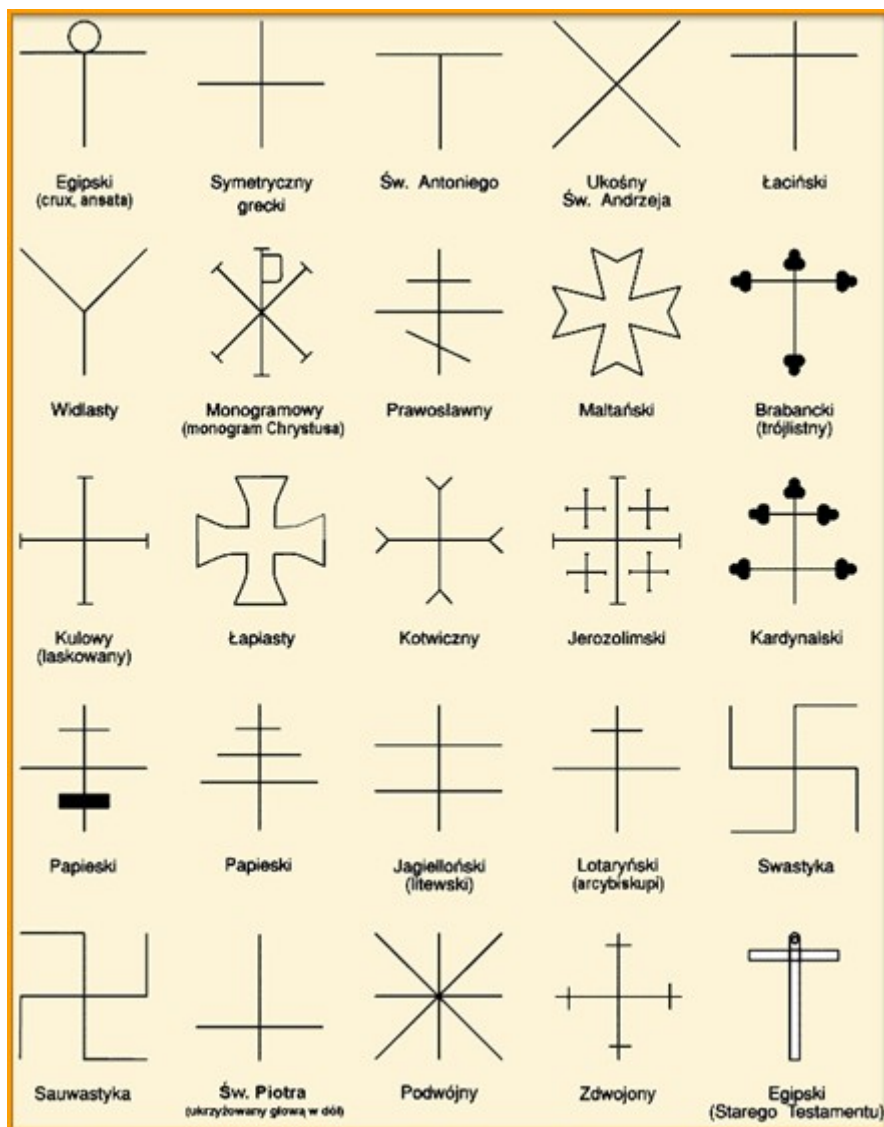 Egipski
(crux, ansata)
Symetryczny
grecki
Św. Antoniego
Ukośny
Św. Andrzeja
Łaciński
Widlasty
Monogramowy
(monogram Chrystusa)
Prawosławny
Maltański
Brabancki
(trójlistny)
Kulowy
(laskowany)
Łapiasty
Kotwiczny
Jerozolimski
Kardynalski
Papieski
Papieski
Jagielloński
(litewski)
Lotaryński
(arcybiskupi)
Swastyka
Sauwastyka
Św. Piotra
(ukrzyżowany głową w dół)
Podwójny
Zdwojony
Egipski
(Starego Testamentu)